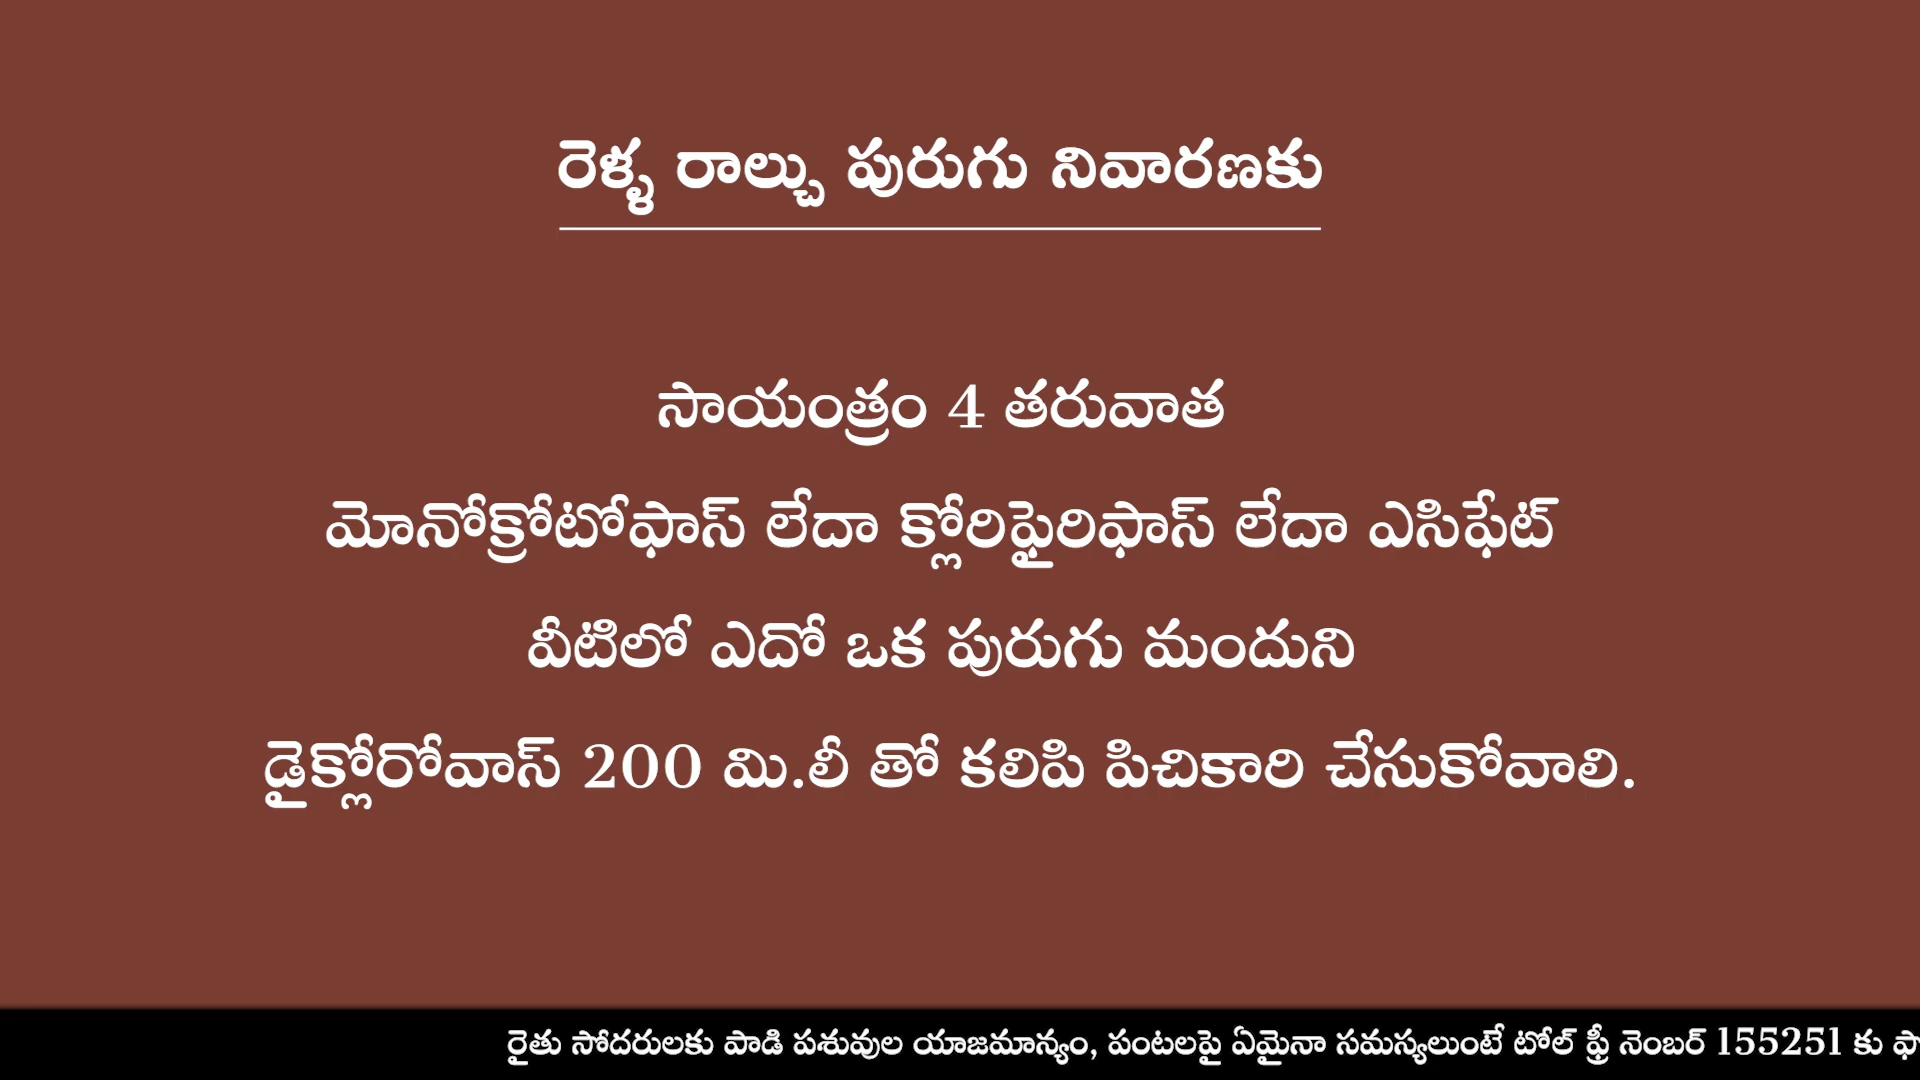 రెళ్ళ రాల్చు పురుగు నివారణకు
సాయంత్రం 4 తరువాత
మోనోక్రోటోఫాస్ లేదా క్లోరిఫైరిఫాస్ లేదా ఎసిఫేట్
వీటిలో ఎదో ఒక పురుగు మందుని
డైక్లోరోవాస్ 200 మి.లీ తో కలిపి పిచికారి చేసుకోవాలి.
రైతు సోదరులకు పాడి పశువుల యాజమాన్యం, పంటలపై ఏమైనా సమస్యలుంటే టోల్ ఫ్రీ నెంబర్ 155251 కు